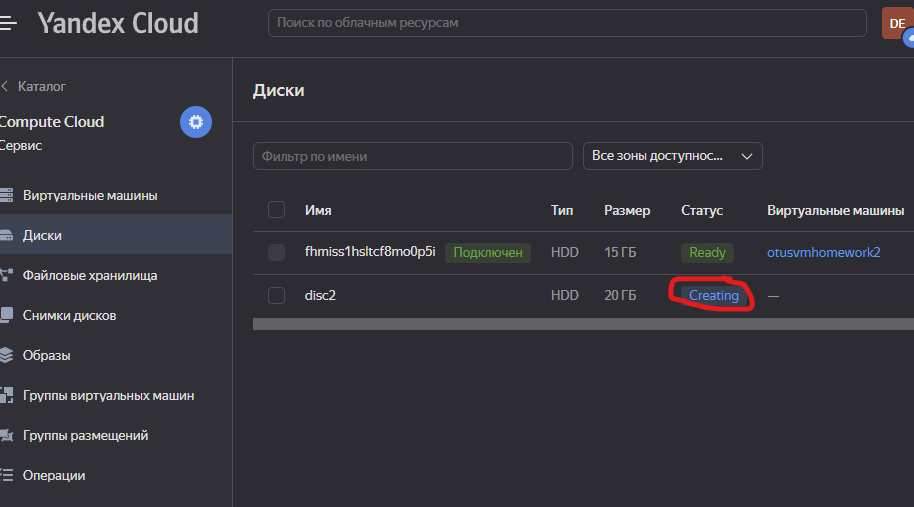 Yandex Cloud
Поиск по облачным ресурсам
DE
Каталог
Compute Cloud
Сервис
Виртуальные машины
Диски
Файловые хранилища
Снимки дисков
Образы
Группы виртуальных машин
Группы размещений
Операции
Диски
Фильтр по имени
Все зоны доступнос...
Имя Тип Размер Статус Виртуальные машины
fhmiss1hsltcf8mo0p5i Подключен HDD 15 ГБ Ready otusvmhomework2
disc2 HDD 20 ГБ Creating —